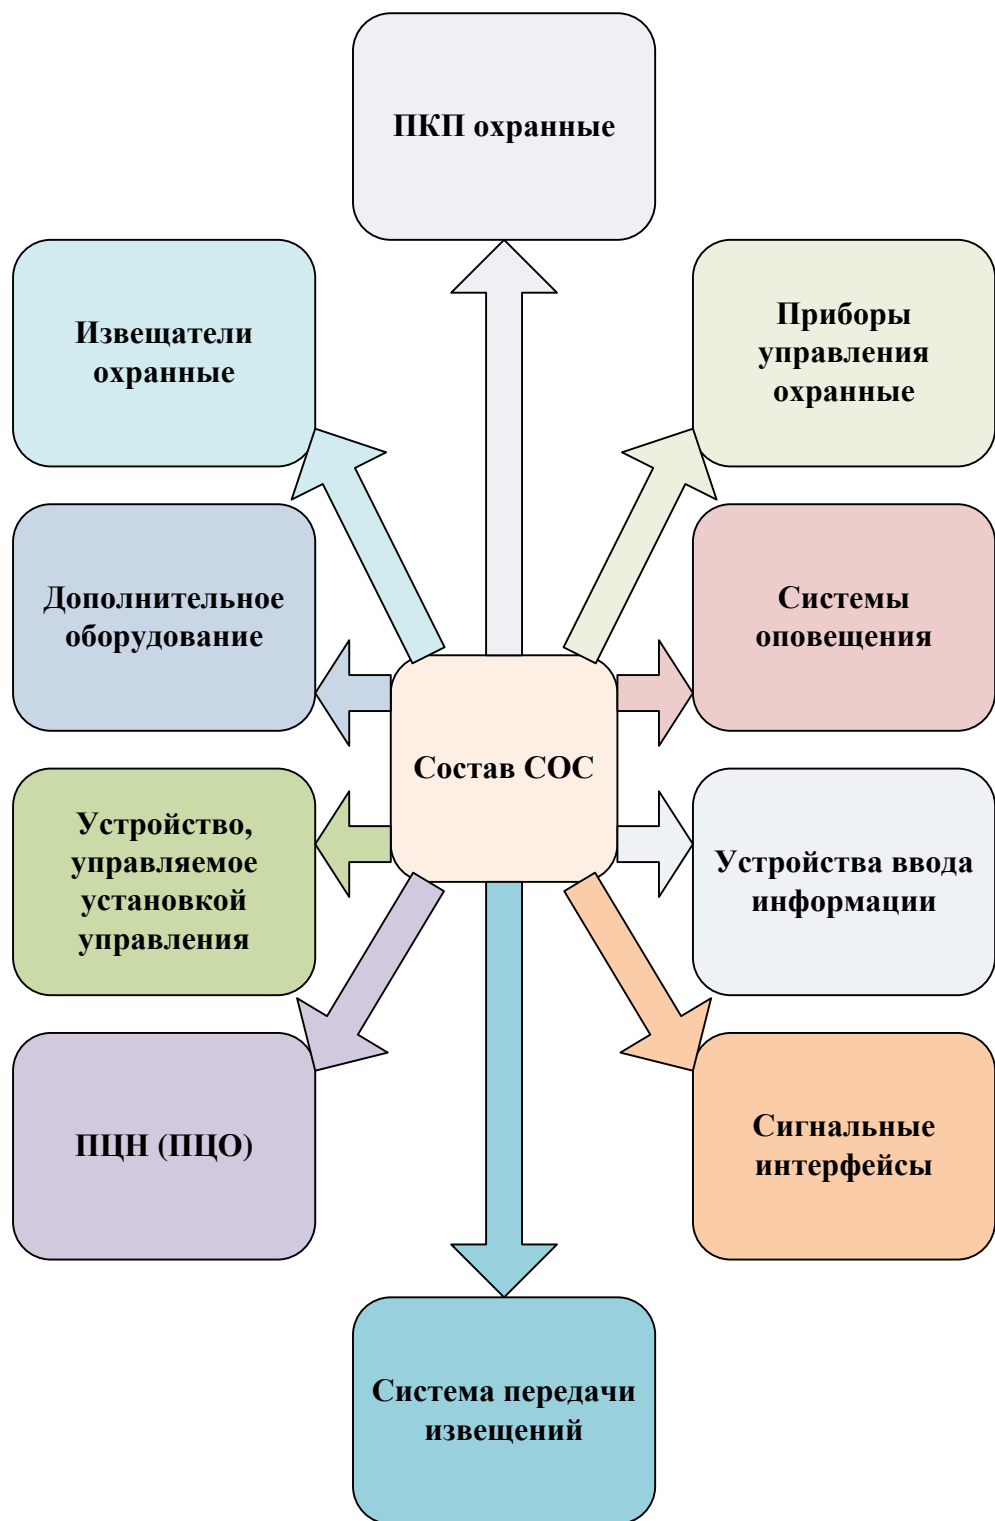 ПКП охранные
Извещатели
охранные
Приборы
управления
охранные
Дополнительное
оборудование
Системы
оповещения
Состав СОС
Устройство,
управляемое
установкой
управления
Устройства ввода
информации
ПЦН (ПЦО)
Сигнальные
интерфейсы
Система передачи
извещений